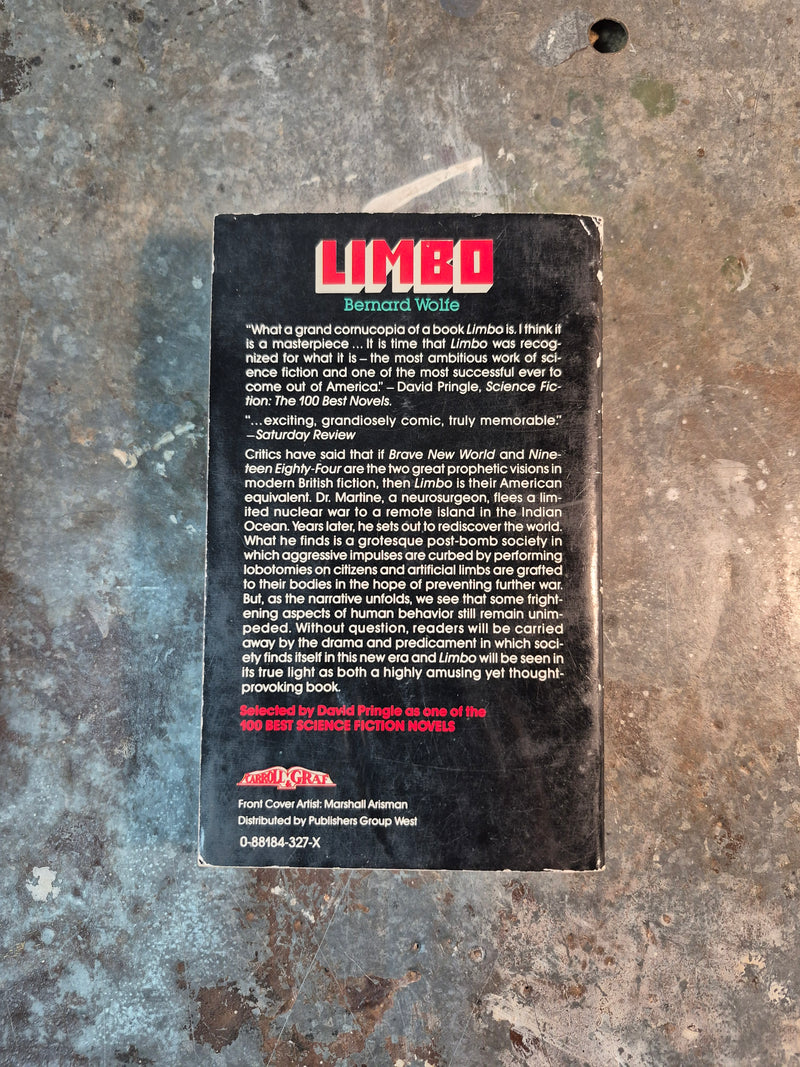 LIMBO
Bernard Wolfe
"What a grand cornucopia of a book Limbo is. I think it
is a masterpiece ... It is time that Limbo was recog-
nized for what it is – the most ambitious work of sci-
ence fiction and one of the most successful ever to
come out of America." – David Pringle, Science Fic-
tion: The 100 Best Novels.
"...exciting, grandiosely comic, truly memorable."
–Saturday Review
Critics have said that if Brave New World and Nine-
teen Eighty-Four are the two great prophetic visions in
modern British fiction, then Limbo is their American
equivalent. Dr. Martine, a neurosurgeon, flees a lim-
ited nuclear war to a remote island in the Indian
Ocean. Years later, he sets out to rediscover the world.
What he finds is a grotesque post-bomb society in
which aggressive impulses are curbed by performing
lobotomies on citizens and artificial limbs are grafted
to their bodies in the hope of preventing further war.
But, as the narrative unfolds, we see that some fright-
ening aspects of human behavior still remain unim-
peded. Without question, readers will be carried
away by the drama and predicament in which soci-
ety finds itself in this new era and Limbo will be seen in
its true light as both a highly amusing yet thought-
provoking book.
Selected by David Pringle as one of the
100 BEST SCIENCE FICTION NOVELS
CARROLL & GRAF
Front Cover Artist: Marshall Arisman
Distributed by Publishers Group West
0-88184-327-X